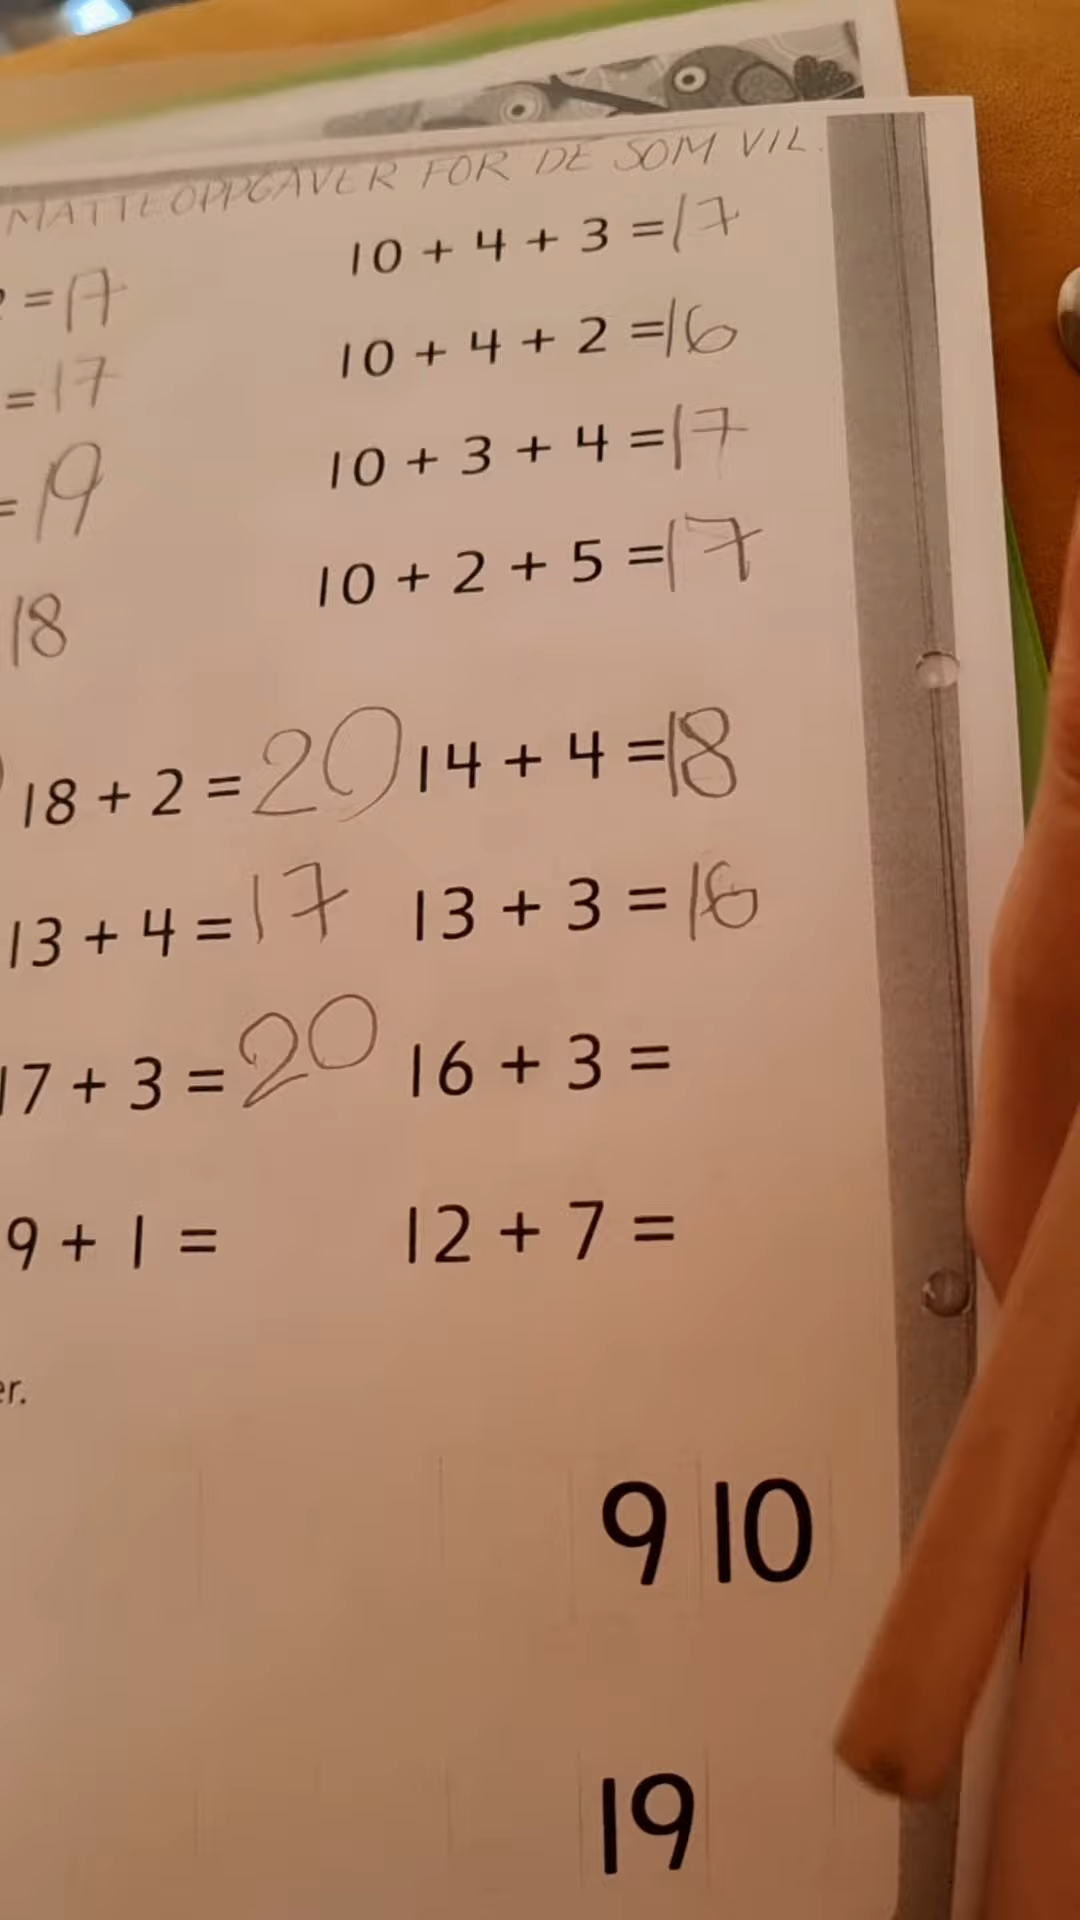 MATTEOPPGAVER FOR DE SOM VIL.
10 + 4 + 3 = 17
= 17
10 + 4 + 2 = 16
= 17
10 + 3 + 4 = 17
= 19
10 + 2 + 5 = 17
18
18 + 2 = 20
14 + 4 = 18
13 + 4 = 17
13 + 3 = 16
17 + 3 = 20
16 + 3 =
9 + 1 =
12 + 7 =
er.
9 10
19